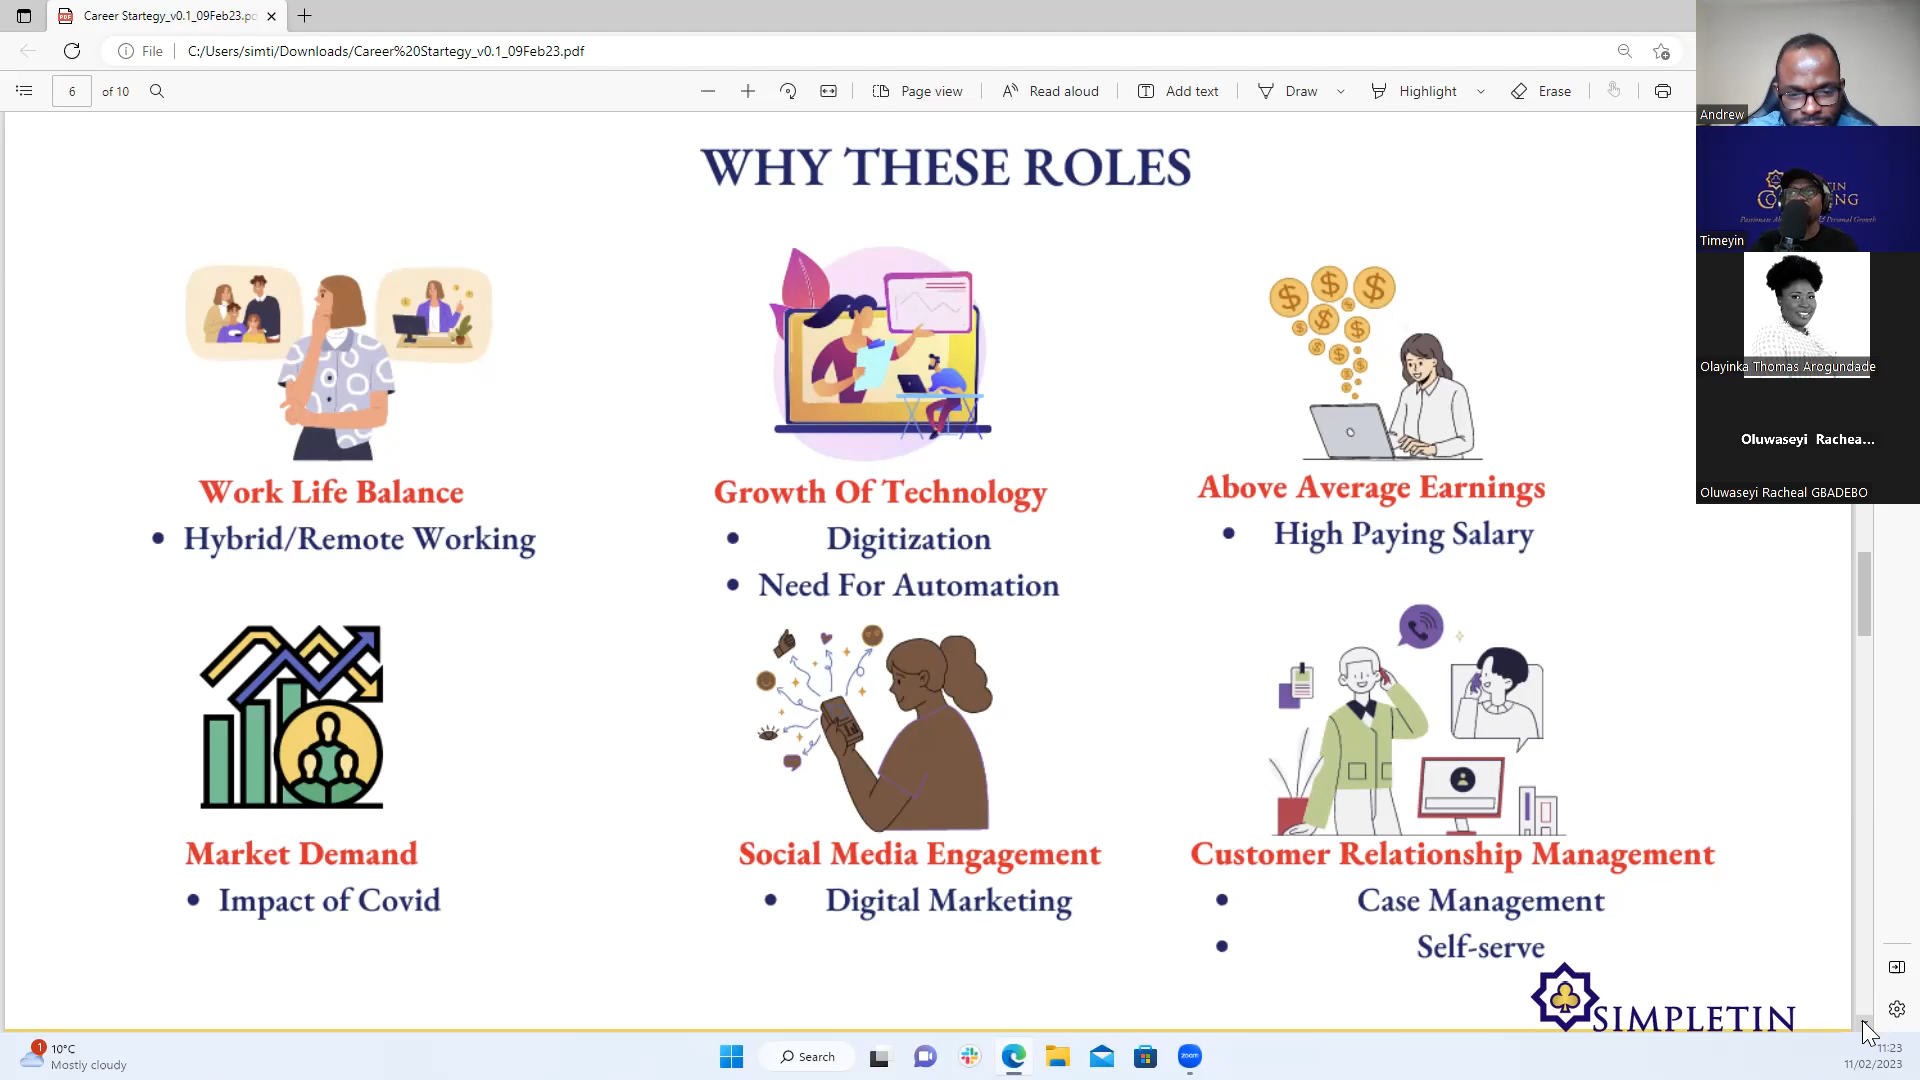 Career Startegy_v0.1_09Feb23.pd
File
C:/Users/simti/Downloads/Career%20Startegy_v0.1_09Feb23.pdf
6
of 10
Page view
Read aloud
Add text
Draw
Highlight
Erase
WHY THESE ROLES
Work Life Balance
• Hybrid/Remote Working
Growth Of Technology
• Digitization
• Need For Automation
Above Average Earnings
• High Paying Salary
Market Demand
• Impact of Covid
Social Media Engagement
• Digital Marketing
Customer Relationship Management
• Case Management
• Self-serve
SIMPLETIN
Andrew
Timeyin
Olayinka Thomas Arogundade
Oluwaseyi Rachea...
Oluwaseyi Racheal GBADEBO
1
10°C
Mostly cloudy
Search
zoom
11:23
11/02/2023